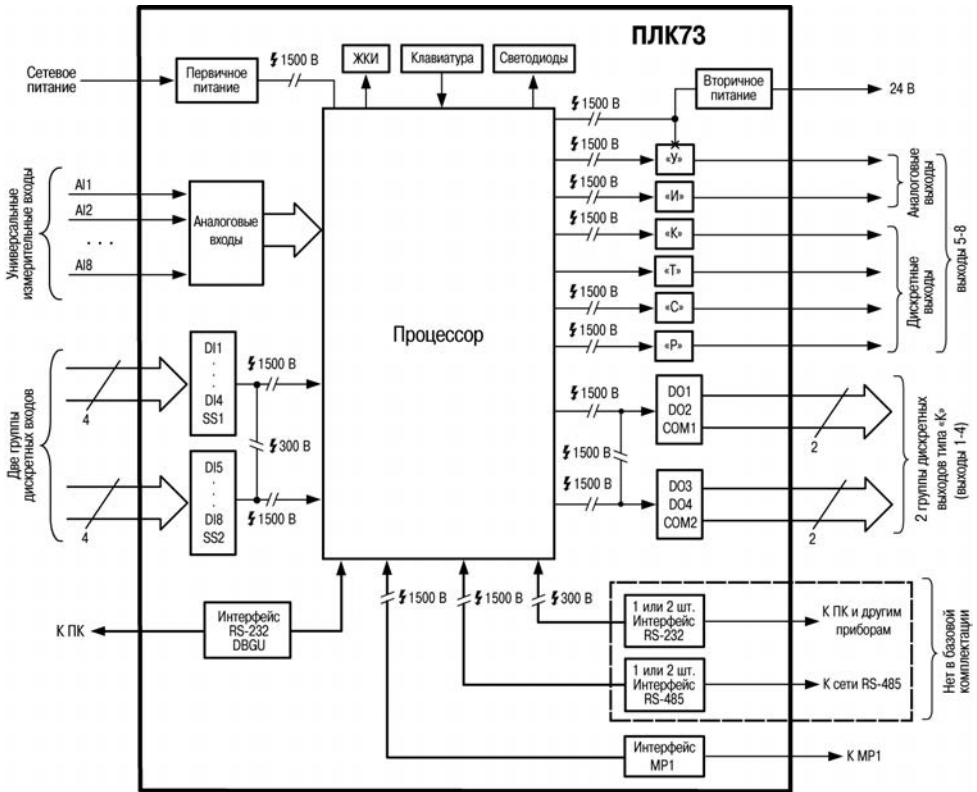 ПЛК73
1500 В
ЖКИ
Клавиатура
Светодиоды
Сетевое
питание
Первичное
питание
Вторичное
питание
24 В
1500 В
1500 В
«У»
1500 В
«И»
Аналоговые
выходы
1500 В
«К»
«Т»
1500 В
«С»
1500 В
«Р»
Дискретные
выходы
выходы 5-8
Универсальные
измерительные входы
AI1
AI2
. . .
AI8
Аналоговые
входы
Процессор
Две группы
дискретных входов
4
DI1
.
.
DI4
SS1
1500 В
300 В
4
DI5
.
.
DI8
SS2
1500 В
1500 В
DO1
DO2
COM1
2
1500 В
1500 В
DO3
DO4
COM2
2
2 группы дискретных
выходов типа «К»
(выходы 1-4)
К ПК
Интерфейс
RS-232
DBGU
1500 В
1500 В
300 В
1 или 2 шт.
Интерфейс
RS-232
К ПК и другим
приборам
1 или 2 шт.
Интерфейс
RS-485
К сети RS-485
Нет в базовой
комплектации
Интерфейс
МР1
К МР1